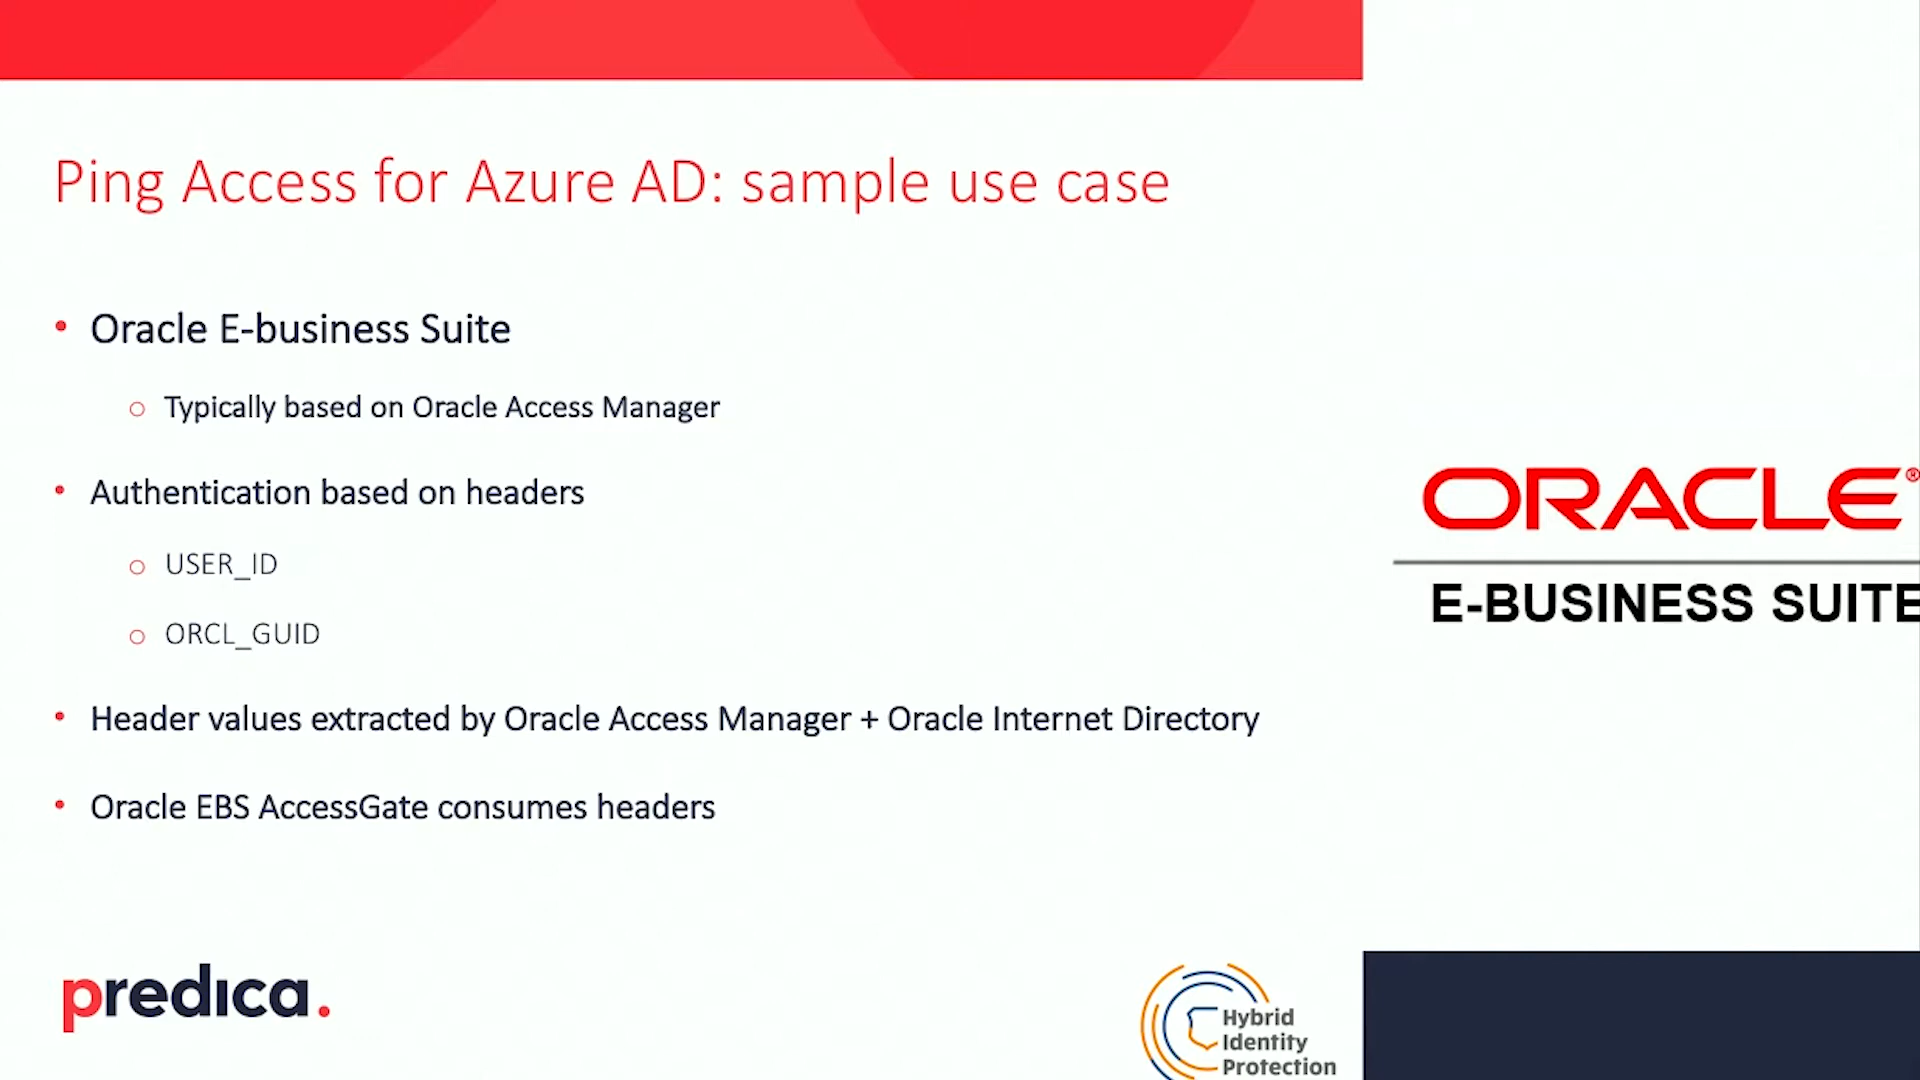 Ping Access for Azure AD: sample use case
• Oracle E-business Suite
○ Typically based on Oracle Access Manager
• Authentication based on headers
○ USER_ID
○ ORCL_GUID
• Header values extracted by Oracle Access Manager + Oracle Internet Directory
• Oracle EBS AccessGate consumes headers
ORACLE®
E-BUSINESS SUITE
predica.
Hybrid
Identity
Protection